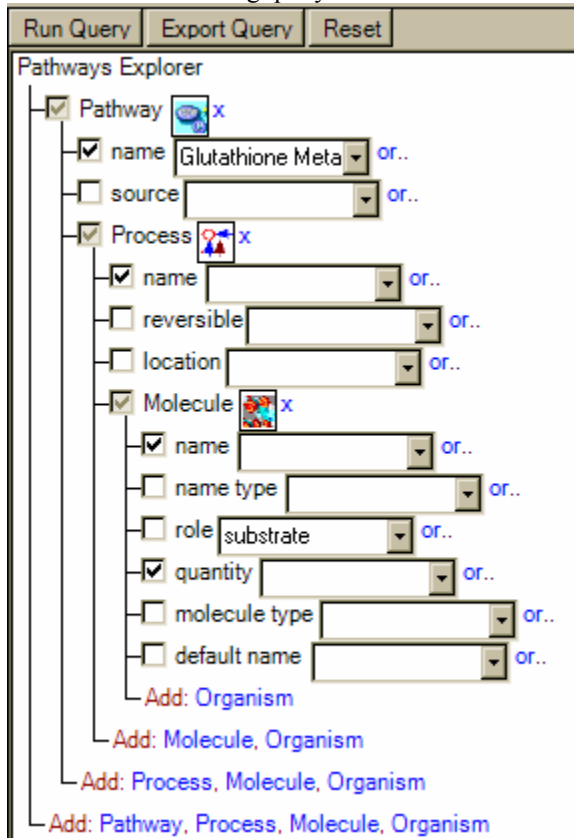 Run Query Export Query Reset
Pathways Explorer
Pathway x
name Glutathione Meta or..
source or..
Process x
name or..
reversible or..
location or..
Molecule x
name or..
name type or..
role substrate or..
quantity or..
molecule type or..
default name or..
Add: Organism
Add: Molecule, Organism
Add: Process, Molecule, Organism
Add: Pathway, Process, Molecule, Organism